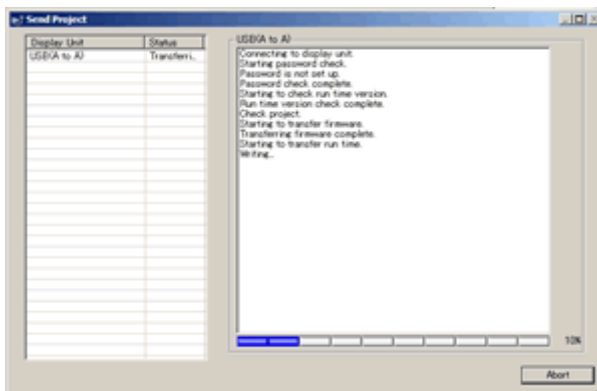 Send Project
Display Unit Status
USB(A to A) Transferri...
USB(A to A)
Connecting to display unit.
Starting password check.
Password is not set up.
Password check complete.
Starting to check run time version.
Run time version check complete.
Check project.
Starting to transfer firmware.
Transferring firmware complete.
Starting to transfer run time.
Writing...
10%
Abort